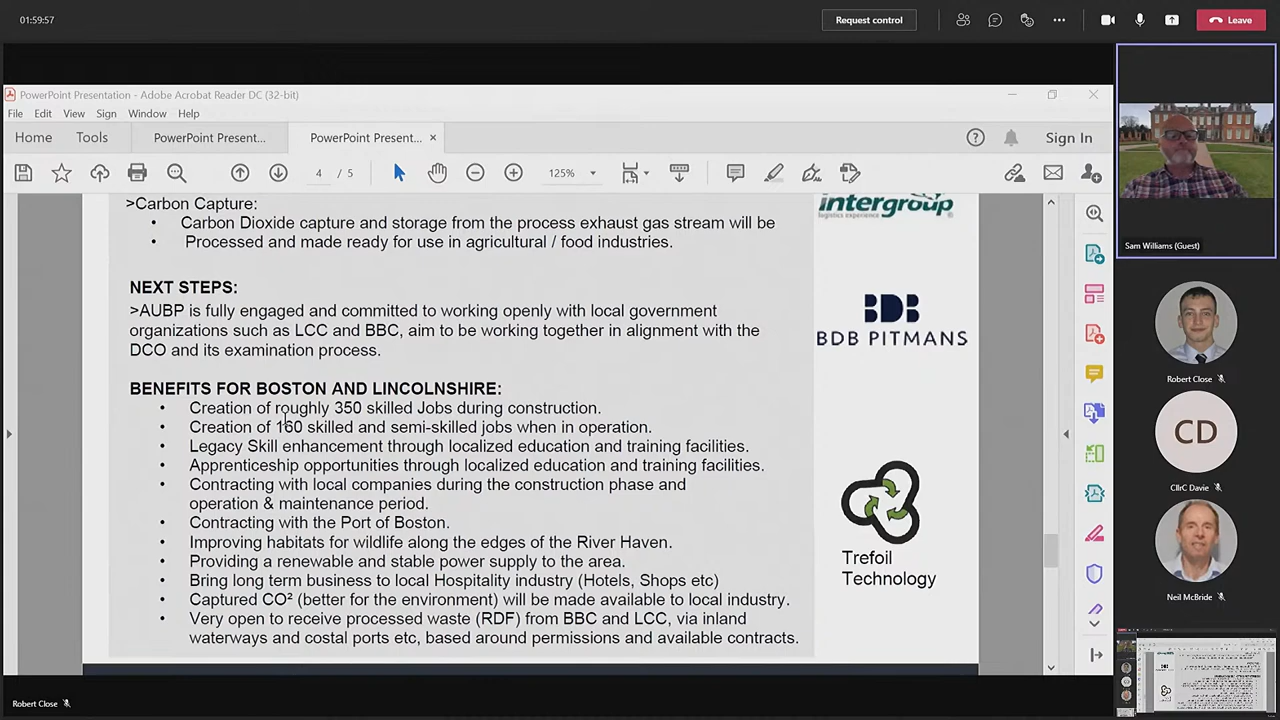 01:59:57
Request control
Leave
PowerPoint Presentation - Adobe Acrobat Reader DC (32-bit)
File Edit View Sign Window Help
Home Tools PowerPoint Present... PowerPoint Present... × Sign In
4 / 5 125%
>Carbon Capture:
• Carbon Dioxide capture and storage from the process exhaust gas stream will be
• Processed and made ready for use in agricultural / food industries.
NEXT STEPS:
>AUBP is fully engaged and committed to working openly with local government
organizations such as LCC and BBC, aim to be working together in alignment with the
DCO and its examination process.
BENEFITS FOR BOSTON AND LINCOLNSHIRE:
• Creation of roughly 350 skilled Jobs during construction.
• Creation of 160 skilled and semi-skilled jobs when in operation.
• Legacy Skill enhancement through localized education and training facilities.
• Apprenticeship opportunities through localized education and training facilities.
• Contracting with local companies during the construction phase and
operation & maintenance period.
• Contracting with the Port of Boston.
• Improving habitats for wildlife along the edges of the River Haven.
• Providing a renewable and stable power supply to the area.
• Bring long term business to local Hospitality industry (Hotels, Shops etc)
• Captured CO² (better for the environment) will be made available to local industry.
• Very open to receive processed waste (RDF) from BBC and LCC, via inland
waterways and costal ports etc, based around permissions and available contracts.
intergroup
logistics experience
BDB
BDB PITMANS
Trefoil
Technology
Sam Williams (Guest)
Robert Close
CD
CllrC Davie
Neil McBride
Robert Close